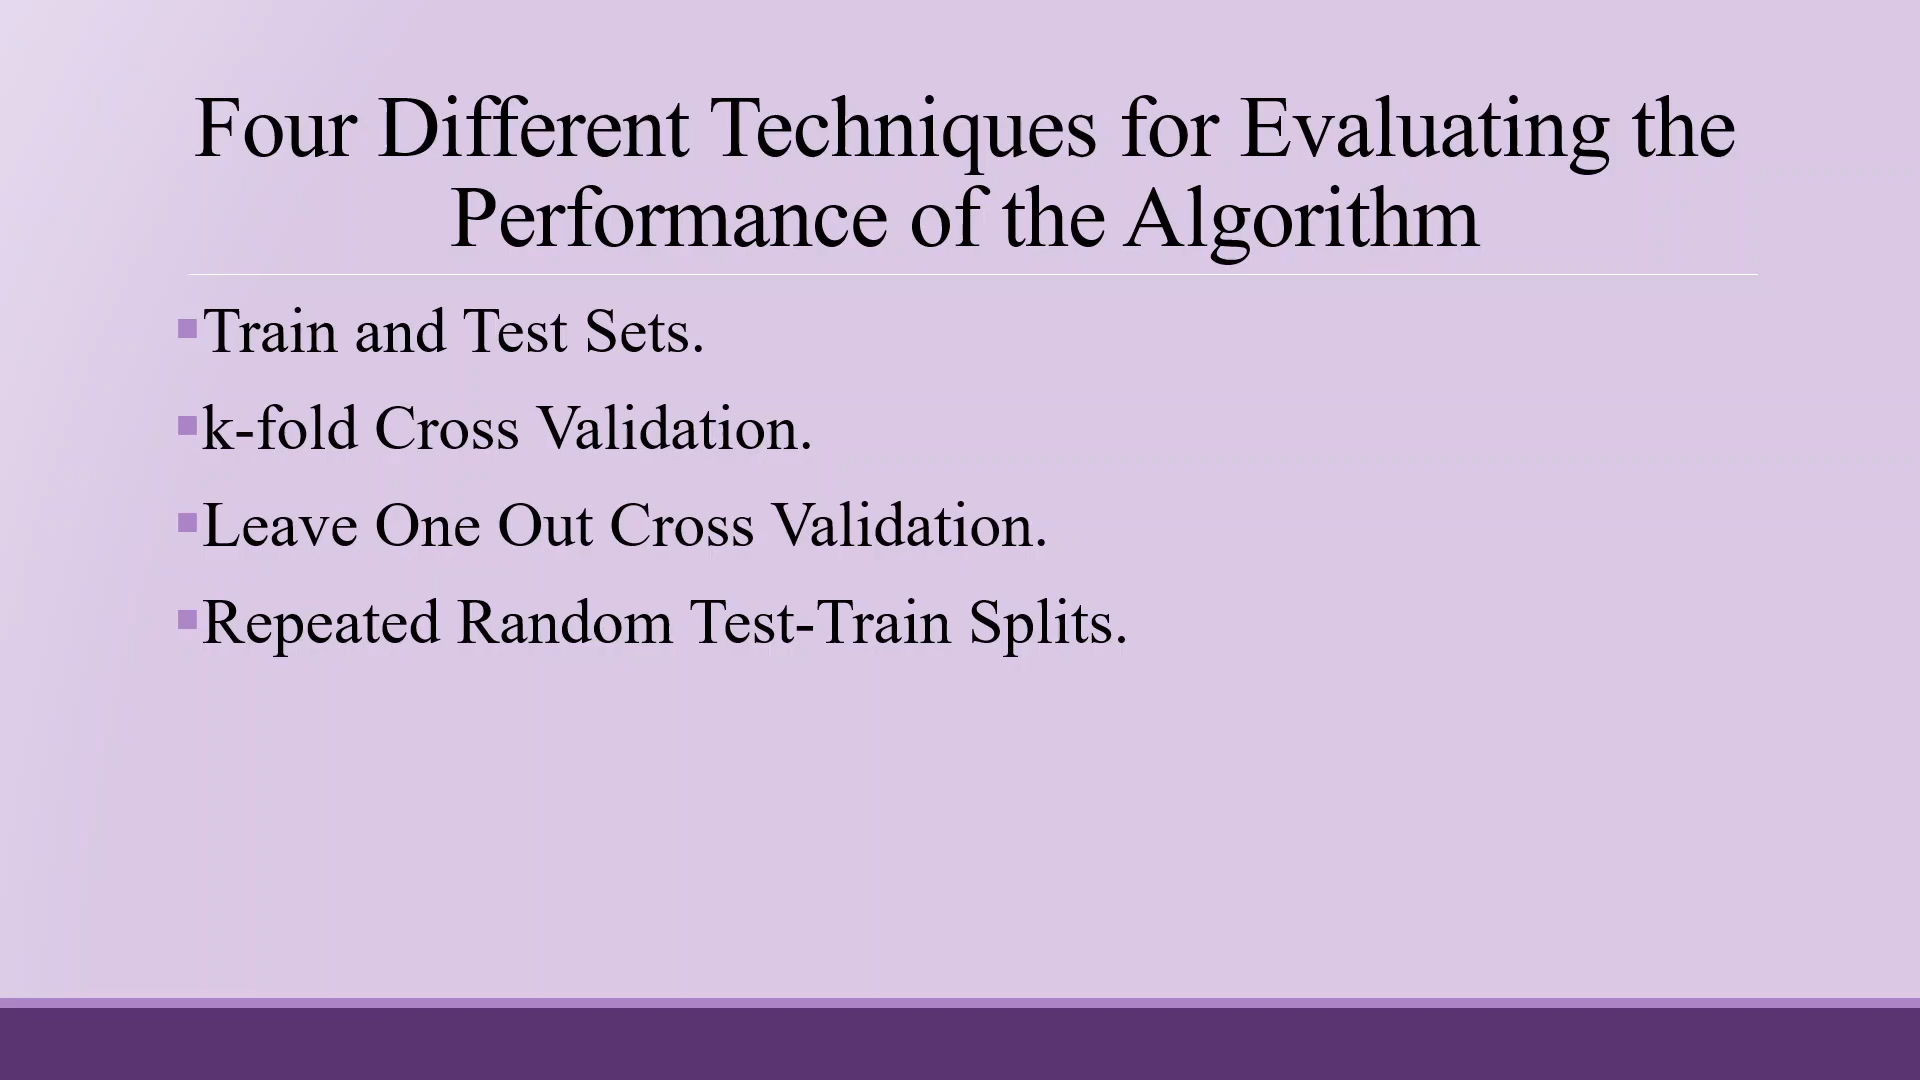 Four Different Techniques for Evaluating the
Performance of the Algorithm
▪Train and Test Sets.
▪k-fold Cross Validation.
▪Leave One Out Cross Validation.
▪Repeated Random Test-Train Splits.